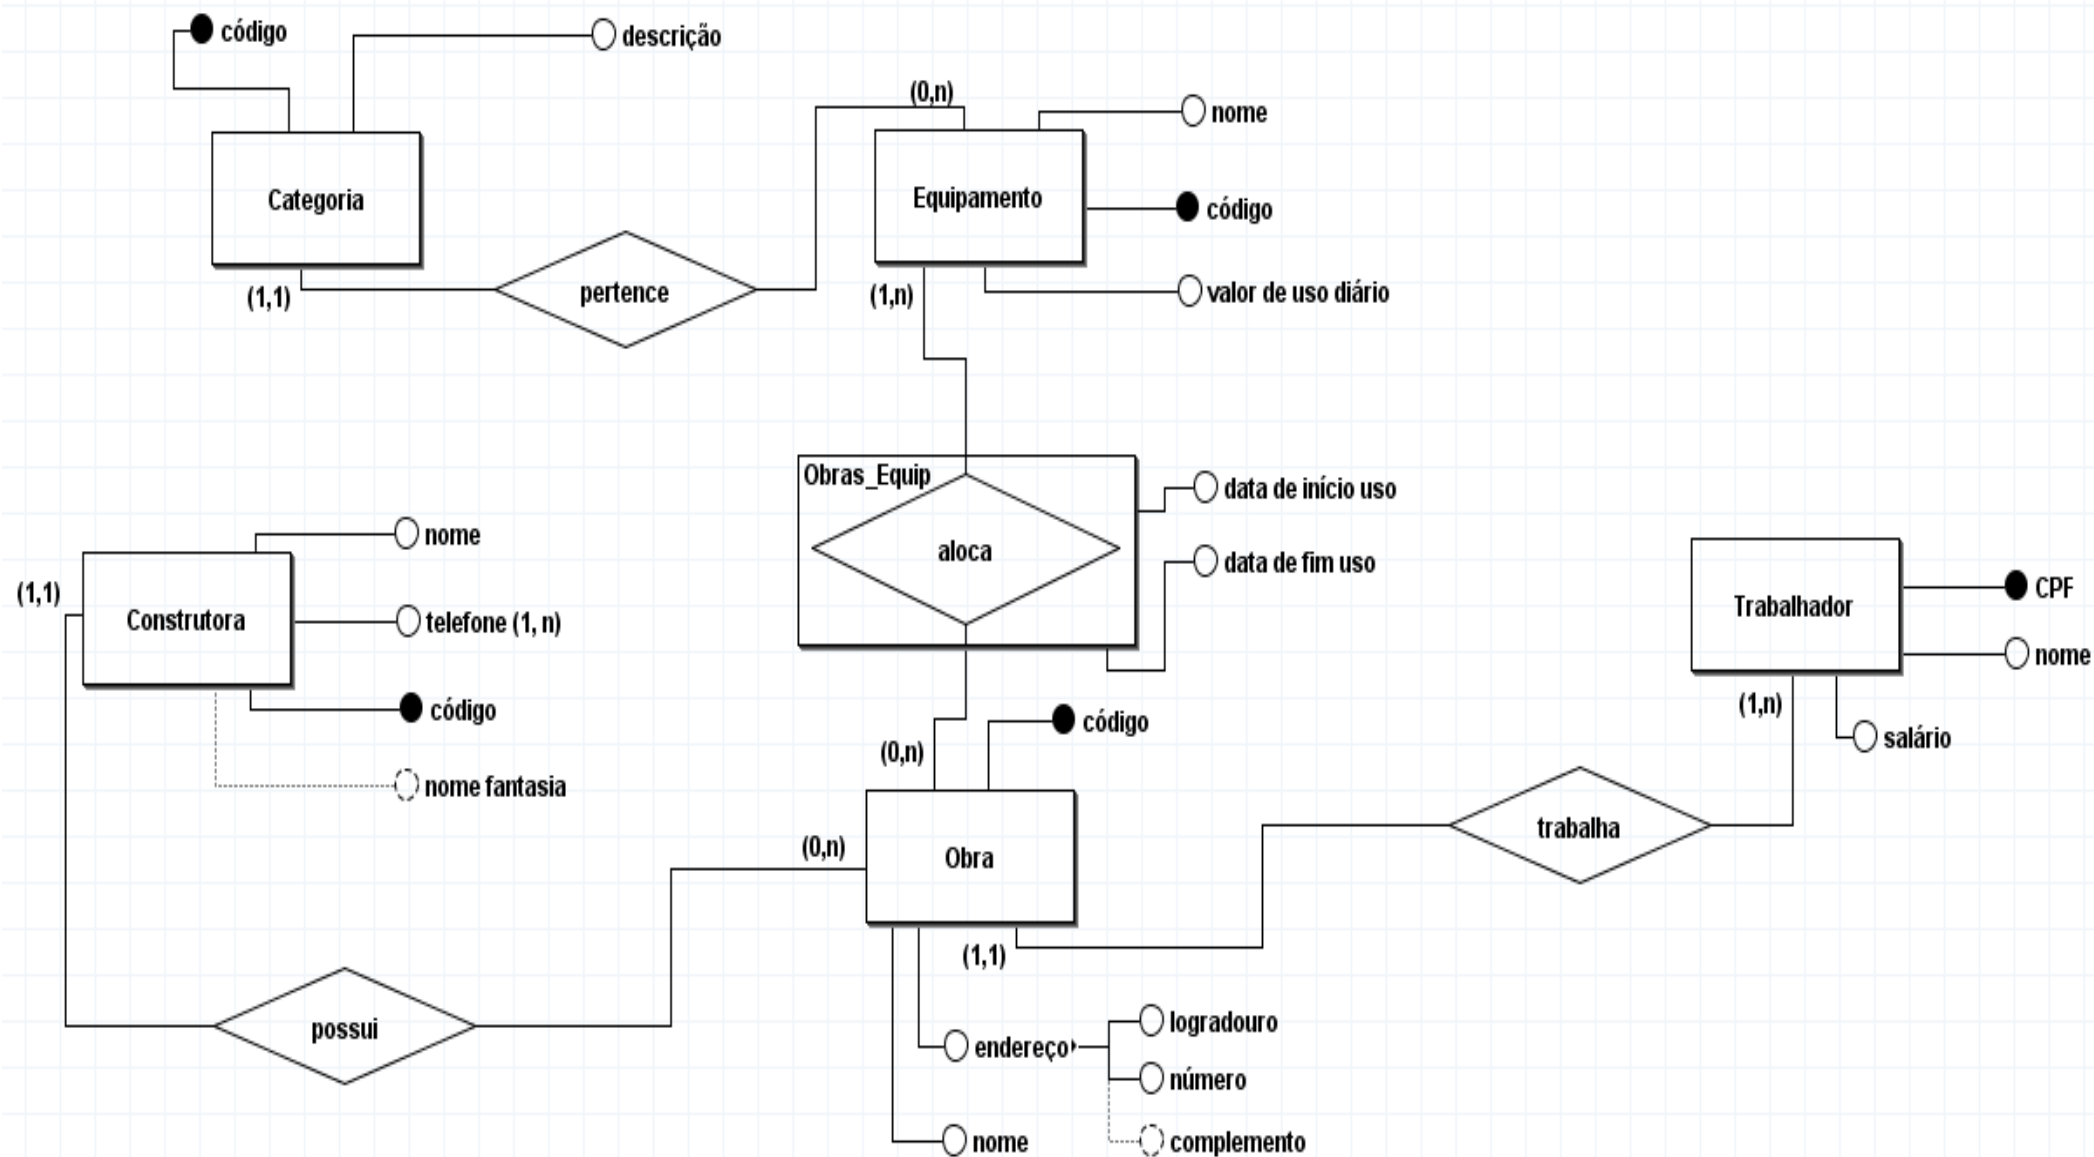 código
descrição
(0,n)
nome
Categoria
Equipamento
código
(1,1)
pertence
(1,n)
valor de uso diário
Obras_Equip
data de início uso
aloca
data de fim uso
nome
(1,1)
Construtora
telefone (1, n)
código
nome fantasia
Trabalhador
CPF
nome
(1,n)
salário
(0,n)
código
trabalha
(0,n)
Obra
(1,1)
possui
endereço
logradouro
número
complemento
nome